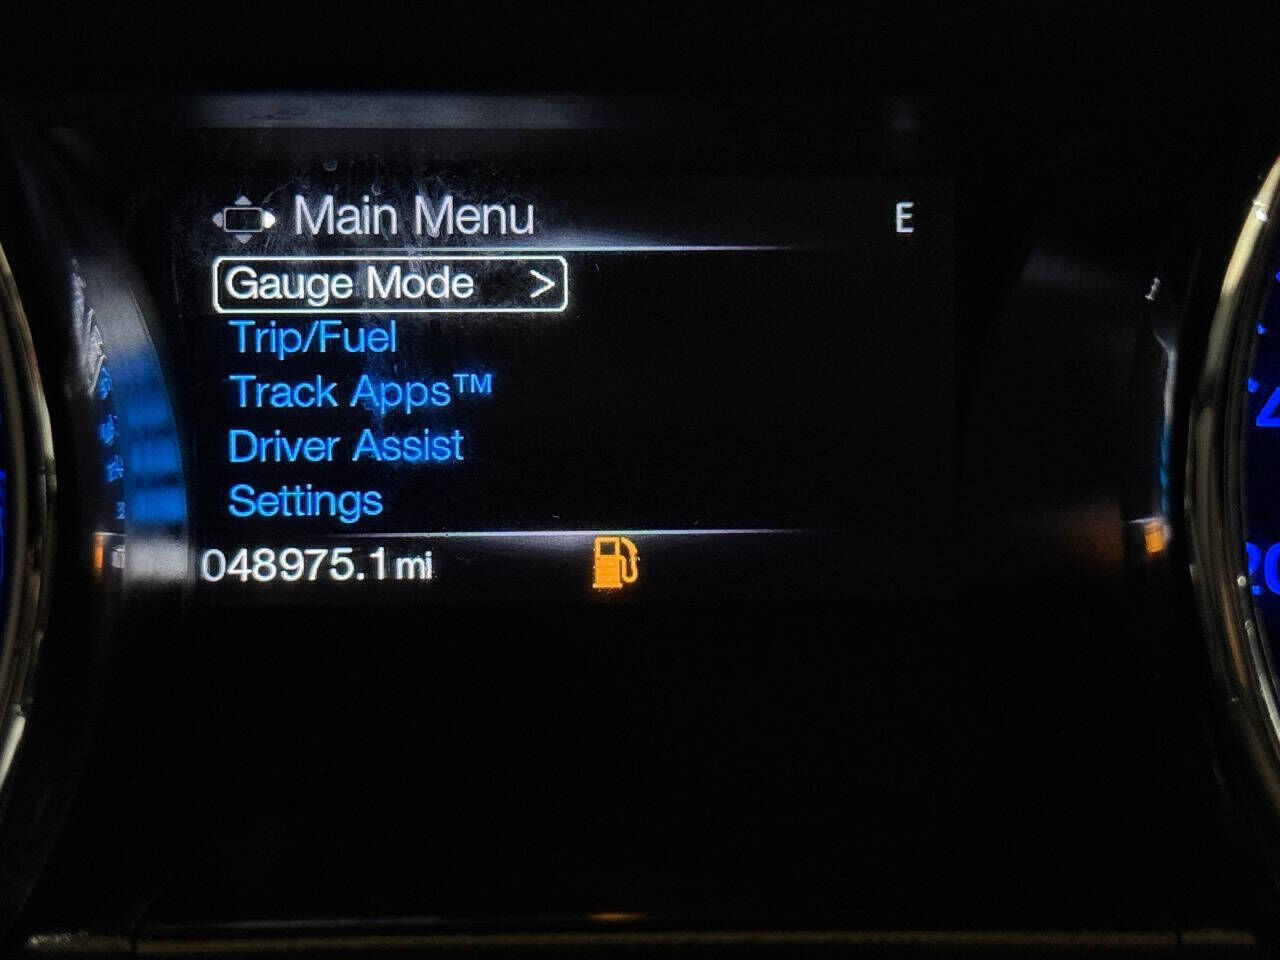 Main Menu
E
Gauge Mode >
Trip/Fuel
Track Apps™
Driver Assist
Settings
048975.1 mi